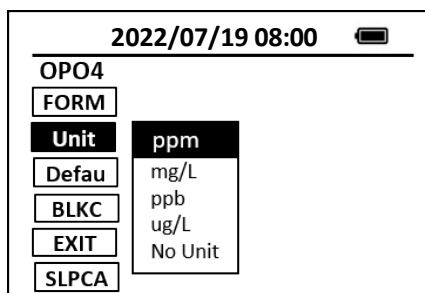 2022/07/19 08:00
OPO4
FORM
Unit
Defau
BLKC
EXIT
SLPCA
ppm
mg/L
ppb
ug/L
No Unit